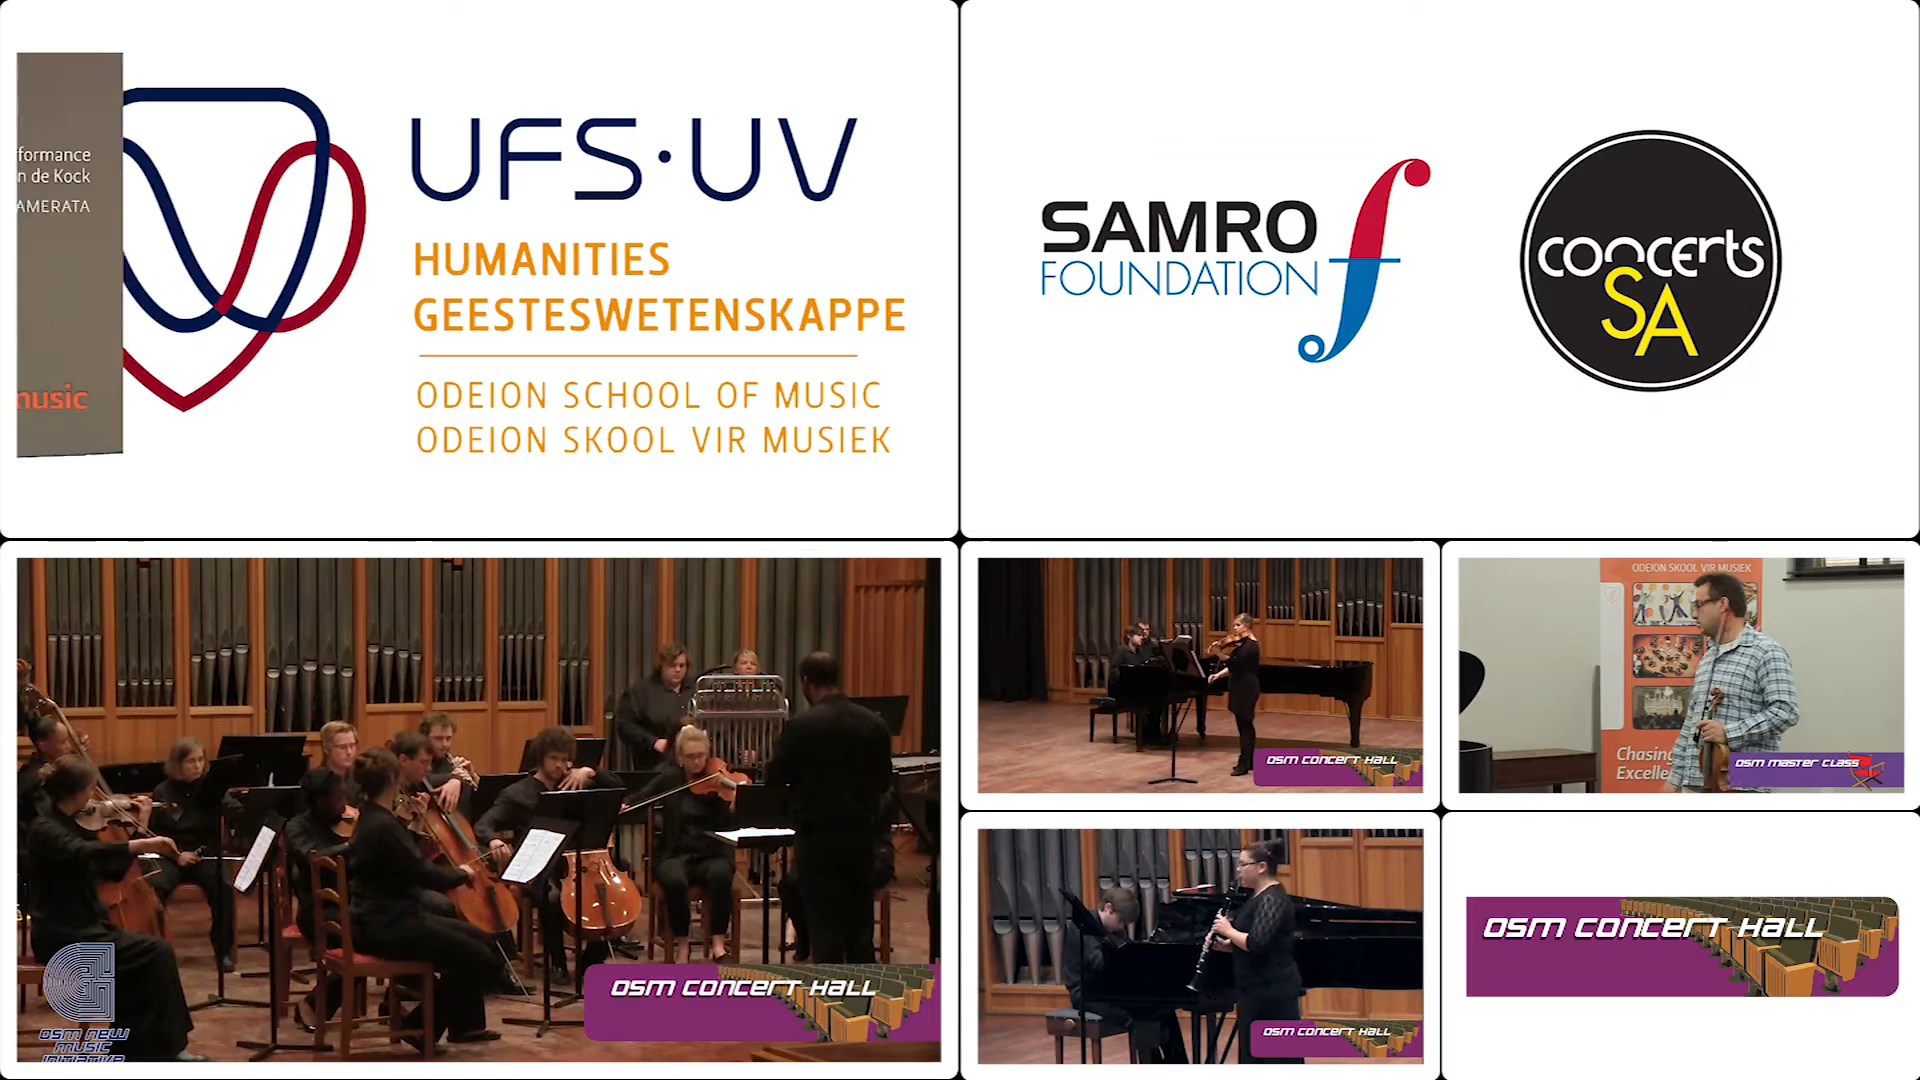 formance
n de Kock
AMERATA
music
UFS·UV
HUMANITIES
GEESTESWETENSKAPPE
ODEION SCHOOL OF MUSIC
ODEION SKOOL VIR MUSIEK
SAMRO
FOUNDATION
concerts
SA
OSM CONCERT HALL
OSM NEW
MUSIC
INITIATIVE
OSM CONCERT HALL
ODEION SKOOL VIR MUSIEK
Chasing
Excelle
OSM MASTER CLASS
OSM CONCERT HALL
OSM CONCERT HALL